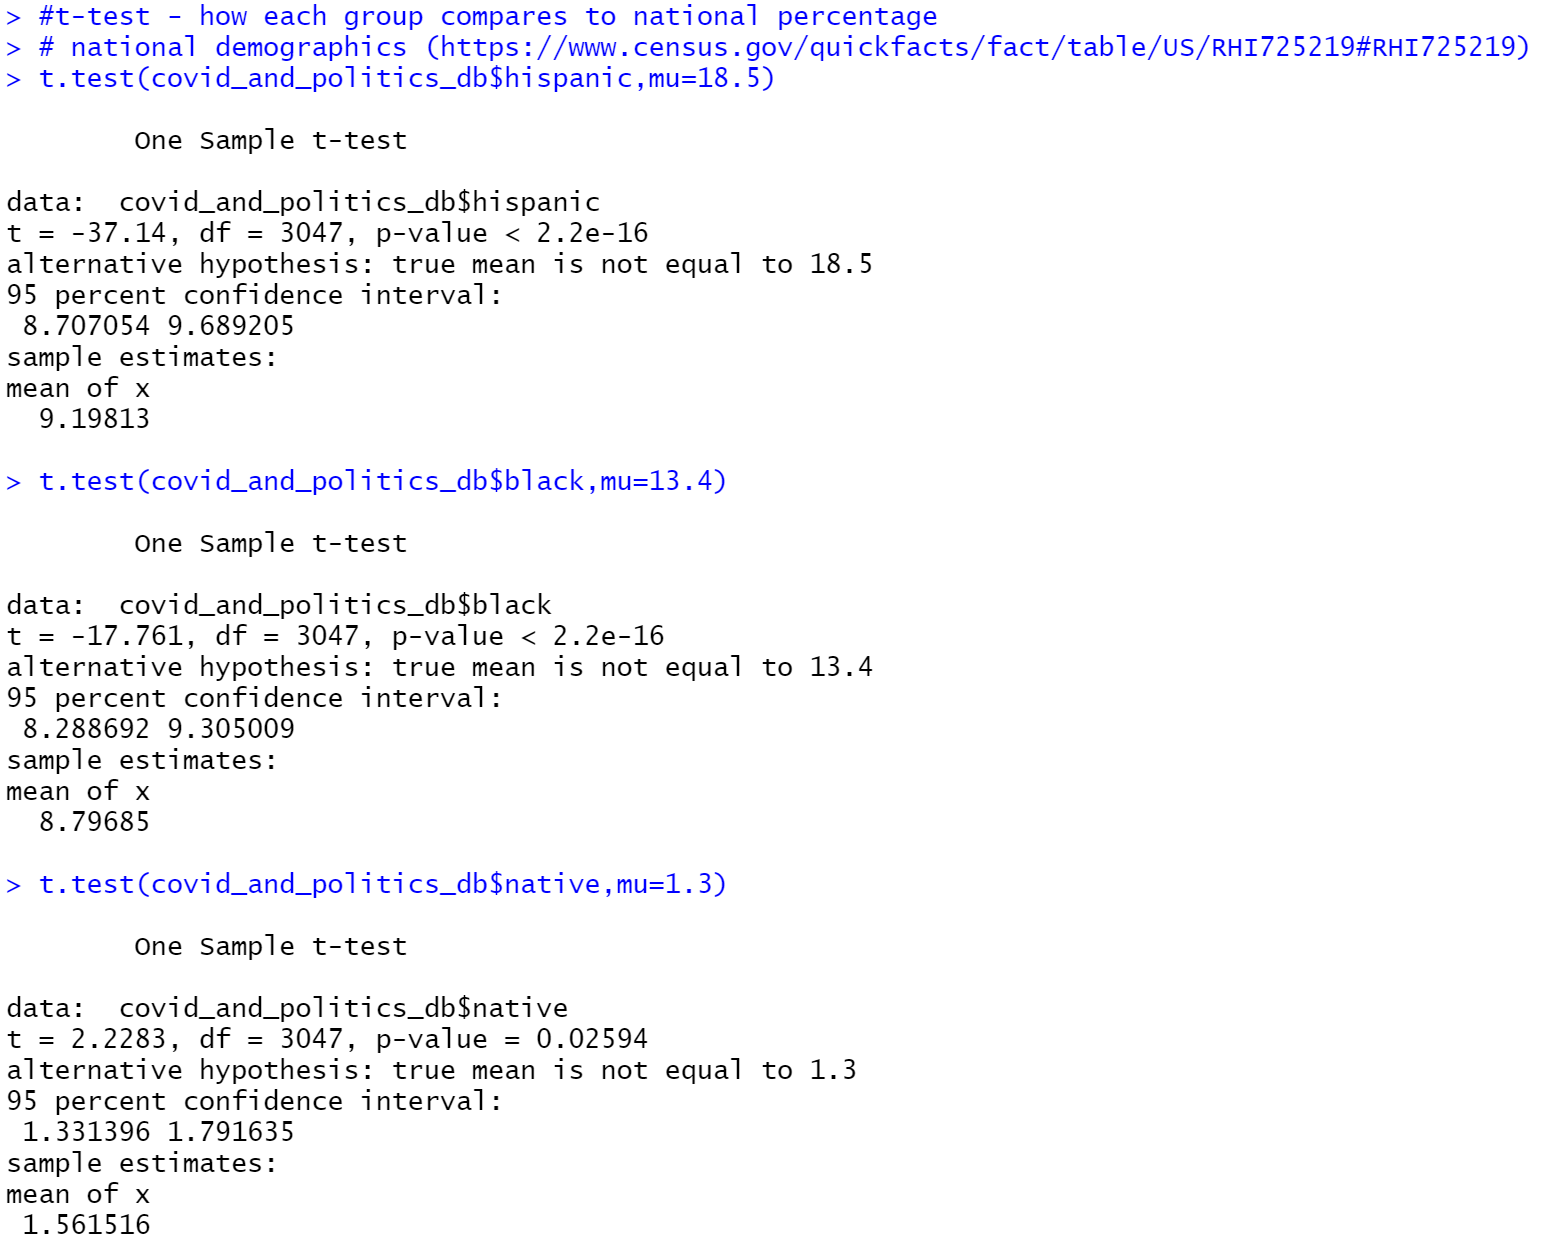 > #t-test - how each group compares to national percentage
> # national demographics (https://www.census.gov/quickfacts/fact/table/US/RHI725219#RHI725219)
> t.test(covid_and_politics_db$hispanic,mu=18.5)
One Sample t-test
data:  covid_and_politics_db$hispanic
t = -37.14, df = 3047, p-value < 2.2e-16
alternative hypothesis: true mean is not equal to 18.5
95 percent confidence interval:
8.707054 9.689205
sample estimates:
mean of x
9.19813
> t.test(covid_and_politics_db$black,mu=13.4)
One Sample t-test
data:  covid_and_politics_db$black
t = -17.761, df = 3047, p-value < 2.2e-16
alternative hypothesis: true mean is not equal to 13.4
95 percent confidence interval:
8.288692 9.305009
sample estimates:
mean of x
8.79685
> t.test(covid_and_politics_db$native,mu=1.3)
One Sample t-test
data:  covid_and_politics_db$native
t = 2.2283, df = 3047, p-value = 0.02594
alternative hypothesis: true mean is not equal to 1.3
95 percent confidence interval:
1.331396 1.791635
sample estimates:
mean of x
1.561516